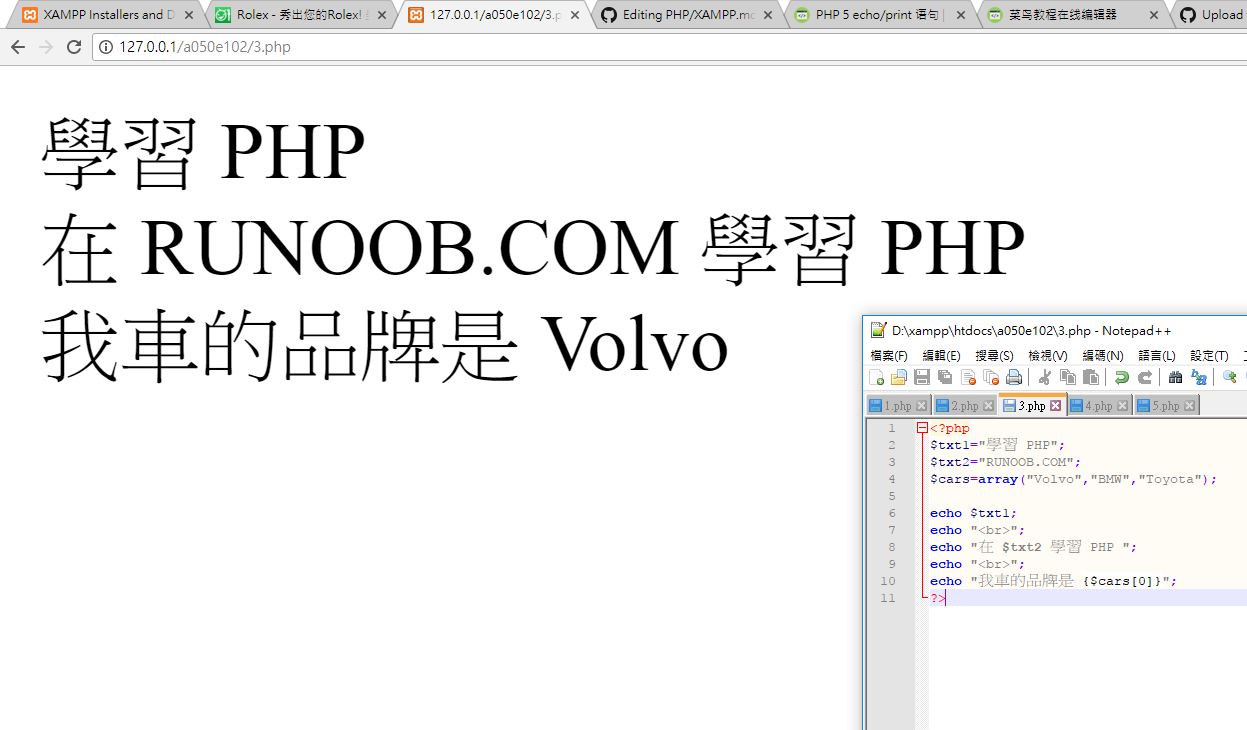 XAMPP Installers and D
Rolex - 秀出您的Rolex!
127.0.0.1/a050e102/3.p
Editing PHP/XAMPP.mc
PHP 5 echo/print 语句 |
菜鸟教程在线编辑器
Upload
127.0.0.1/a050e102/3.php
學習 PHP
在 RUNOOB.COM 學習 PHP
我車的品牌是 Volvo
D:\xampp\htdocs\a050e102\3.php - Notepad++
檔案(F) 編輯(E) 搜尋(S) 檢視(V) 編碼(N) 語言(L) 設定(T)
1.php 2.php 3.php 4.php 5.php
1 <?php
2 $txt1="學習 PHP";
3 $txt2="RUNOOB.COM";
4 $cars=array("Volvo","BMW","Toyota");
5
6 echo $txt1;
7 echo "<br>";
8 echo "在 $txt2 學習 PHP ";
9 echo "<br>";
10 echo "我車的品牌是 {$cars[0]}";
11 ?>